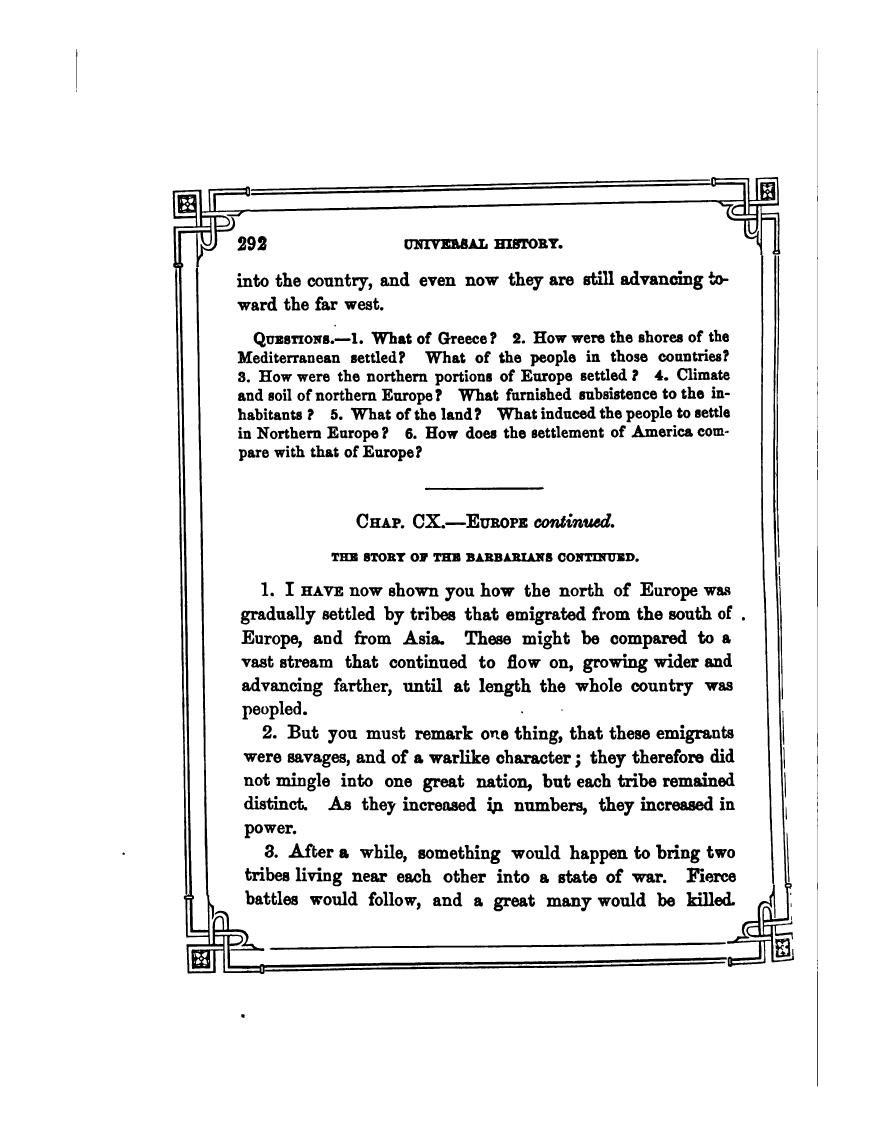 292 UNIVERSAL HISTORY.
into the country, and even now they are still advancing to-
ward the far west.
QUESTIONS.—1. What of Greece? 2. How were the shores of the
Mediterranean settled? What of the people in those countries?
3. How were the northern portions of Europe settled? 4. Climate
and soil of northern Europe? What furnished subsistence to the in-
habitants? 5. What of the land? What induced the people to settle
in Northern Europe? 6. How does the settlement of America com-
pare with that of Europe?
CHAP. CX.—EUROPE continued.
THE STORY OF THE BARBARIANS CONTINUED.
1. I HAVE now shown you how the north of Europe was
gradually settled by tribes that emigrated from the south of
Europe, and from Asia. These might be compared to a
vast stream that continued to flow on, growing wider and
advancing farther, until at length the whole country was
peopled.
2. But you must remark one thing, that these emigrants
were savages, and of a warlike character; they therefore did
not mingle into one great nation, but each tribe remained
distinct. As they increased in numbers, they increased in
power.
3. After a while, something would happen to bring two
tribes living near each other into a state of war. Fierce
battles would follow, and a great many would be killed.